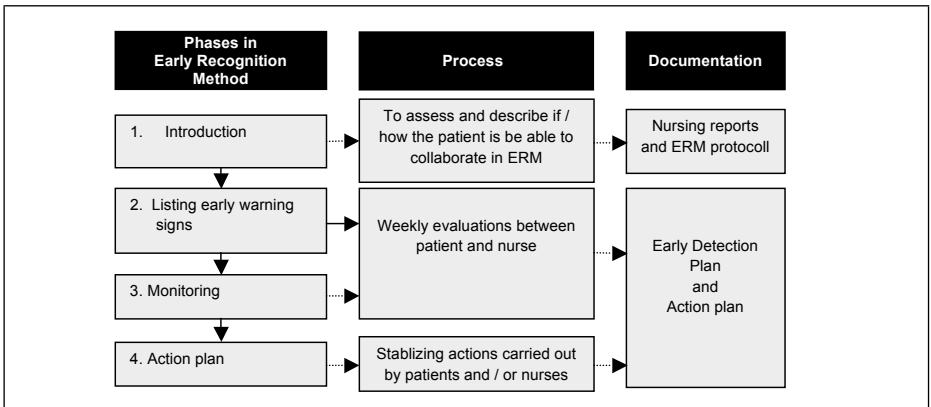 Phases in
Early Recognition
Method
Process
Documentation
1. Introduction
To assess and describe if /
how the patient is be able to
collaborate in ERM
Nursing reports
and ERM protocoll
2. Listing early warning
signs
Weekly evaluations between
patient and nurse
Early Detection
Plan
and
Action plan
3. Monitoring
4. Action plan
Stablizing actions carried out
by patients and / or nurses